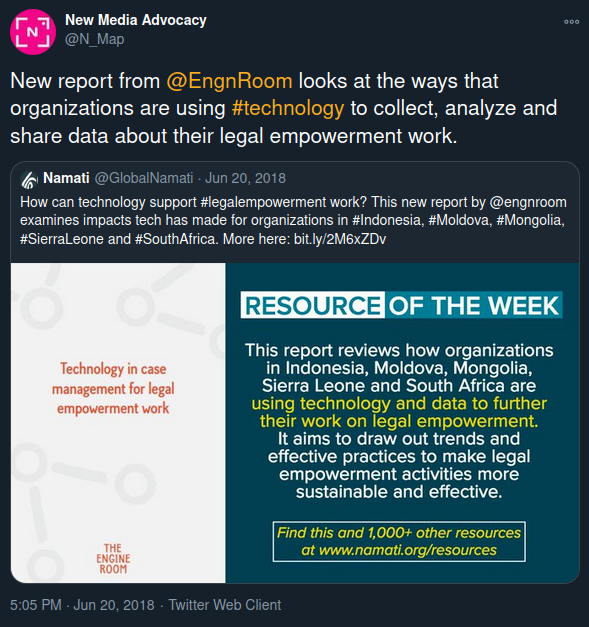 New Media Advocacy
@N_Map
New report from @EngnRoom looks at the ways that
organizations are using #technology to collect, analyze and
share data about their legal empowerment work.
Namati @GlobalNamati · Jun 20, 2018
How can technology support #legalempowerment work? This new report by @engnroom
examines impacts tech has made for organizations in #Indonesia, #Moldova, #Mongolia,
#SierraLeone and #SouthAfrica. More here: bit.ly/2M6xZDv
Technology in case
management for legal
empowerment work
THE
ENGINE
ROOM
RESOURCE OF THE WEEK
This report reviews how organizations
in Indonesia, Moldova, Mongolia,
Sierra Leone and South Africa are
using technology and data to further
their work on legal empowerment.
It aims to draw out trends and
effective practices to make legal
empowerment activities more
sustainable and effective.
Find this and 1,000+ other resources
at www.namati.org/resources
5:05 PM · Jun 20, 2018 · Twitter Web Client